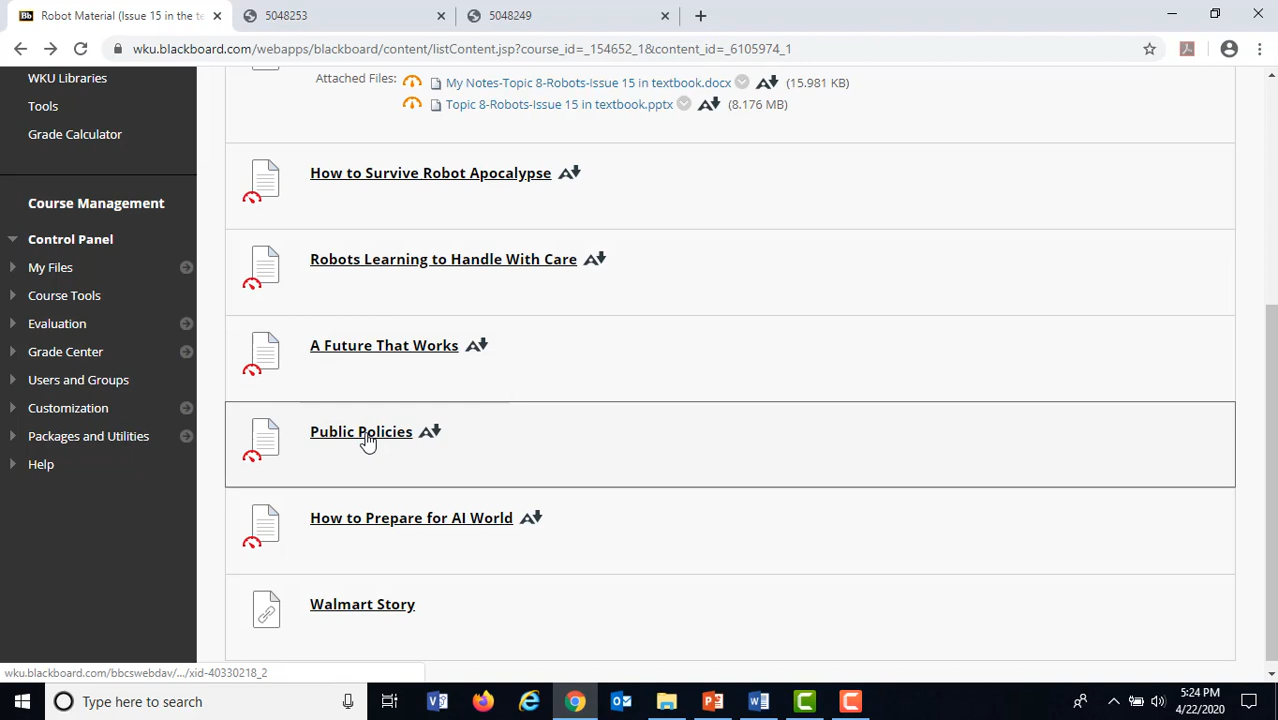 Robot Material (Issue 15 in the t
5048253
5048249
wku.blackboard.com/webapps/blackboard/content/listContent.jsp?course_id=_154652_1&content_id=_6105974_1
WKU Libraries
Tools
Grade Calculator
Course Management
Control Panel
My Files
Course Tools
Evaluation
Grade Center
Users and Groups
Customization
Packages and Utilities
Help
Attached Files:
My Notes-Topic 8-Robots-Issue 15 in textbook.docx (15.981 KB)
Topic 8-Robots-Issue 15 in textbook.pptx (8.176 MB)
How to Survive Robot Apocalypse
Robots Learning to Handle With Care
A Future That Works
Public Policies
How to Prepare for AI World
Walmart Story
wku.blackboard.com/bbcswebdav/.../xid-40330218_2
Type here to search
5:24 PM
4/22/2020